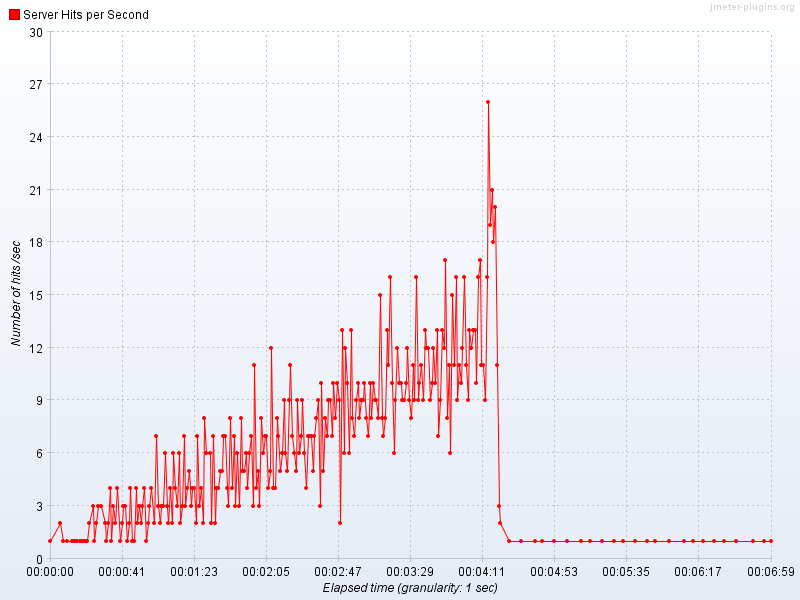 Server Hits per Second
jmeter-plugins.org
30
27
24
21
18
15
12
9
6
3
0
Number of hits /sec
00:00:00 00:00:41 00:01:23 00:02:05 00:02:47 00:03:29 00:04:11 00:04:53 00:05:35 00:06:17 00:06:59
Elapsed time (granularity: 1 sec)